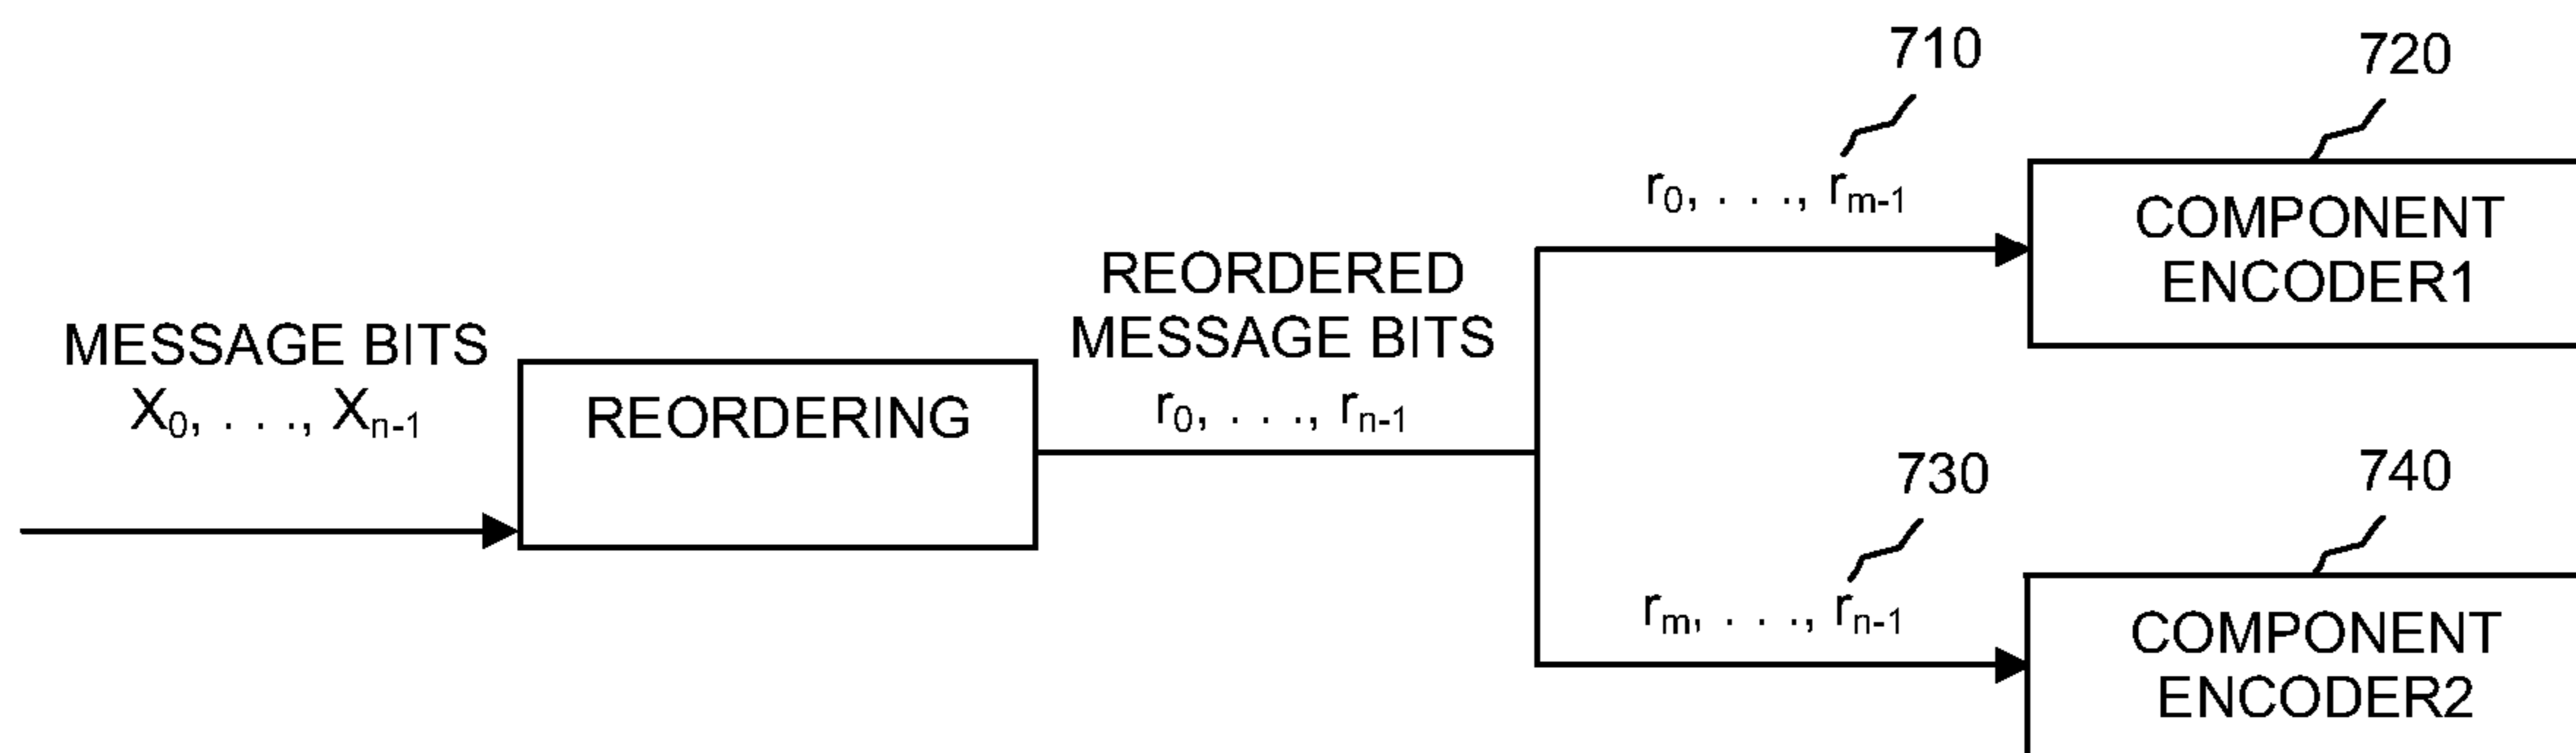 MESSAGE BITS
X₀, . . ., Xₙ₋₁
REORDERING
REORDERED
MESSAGE BITS
r₀, . . ., rₙ₋₁
710
r₀, . . ., rₘ₋₁
720
COMPONENT
ENCODER1
730
rₘ, . . ., rₙ₋₁
740
COMPONENT
ENCODER2